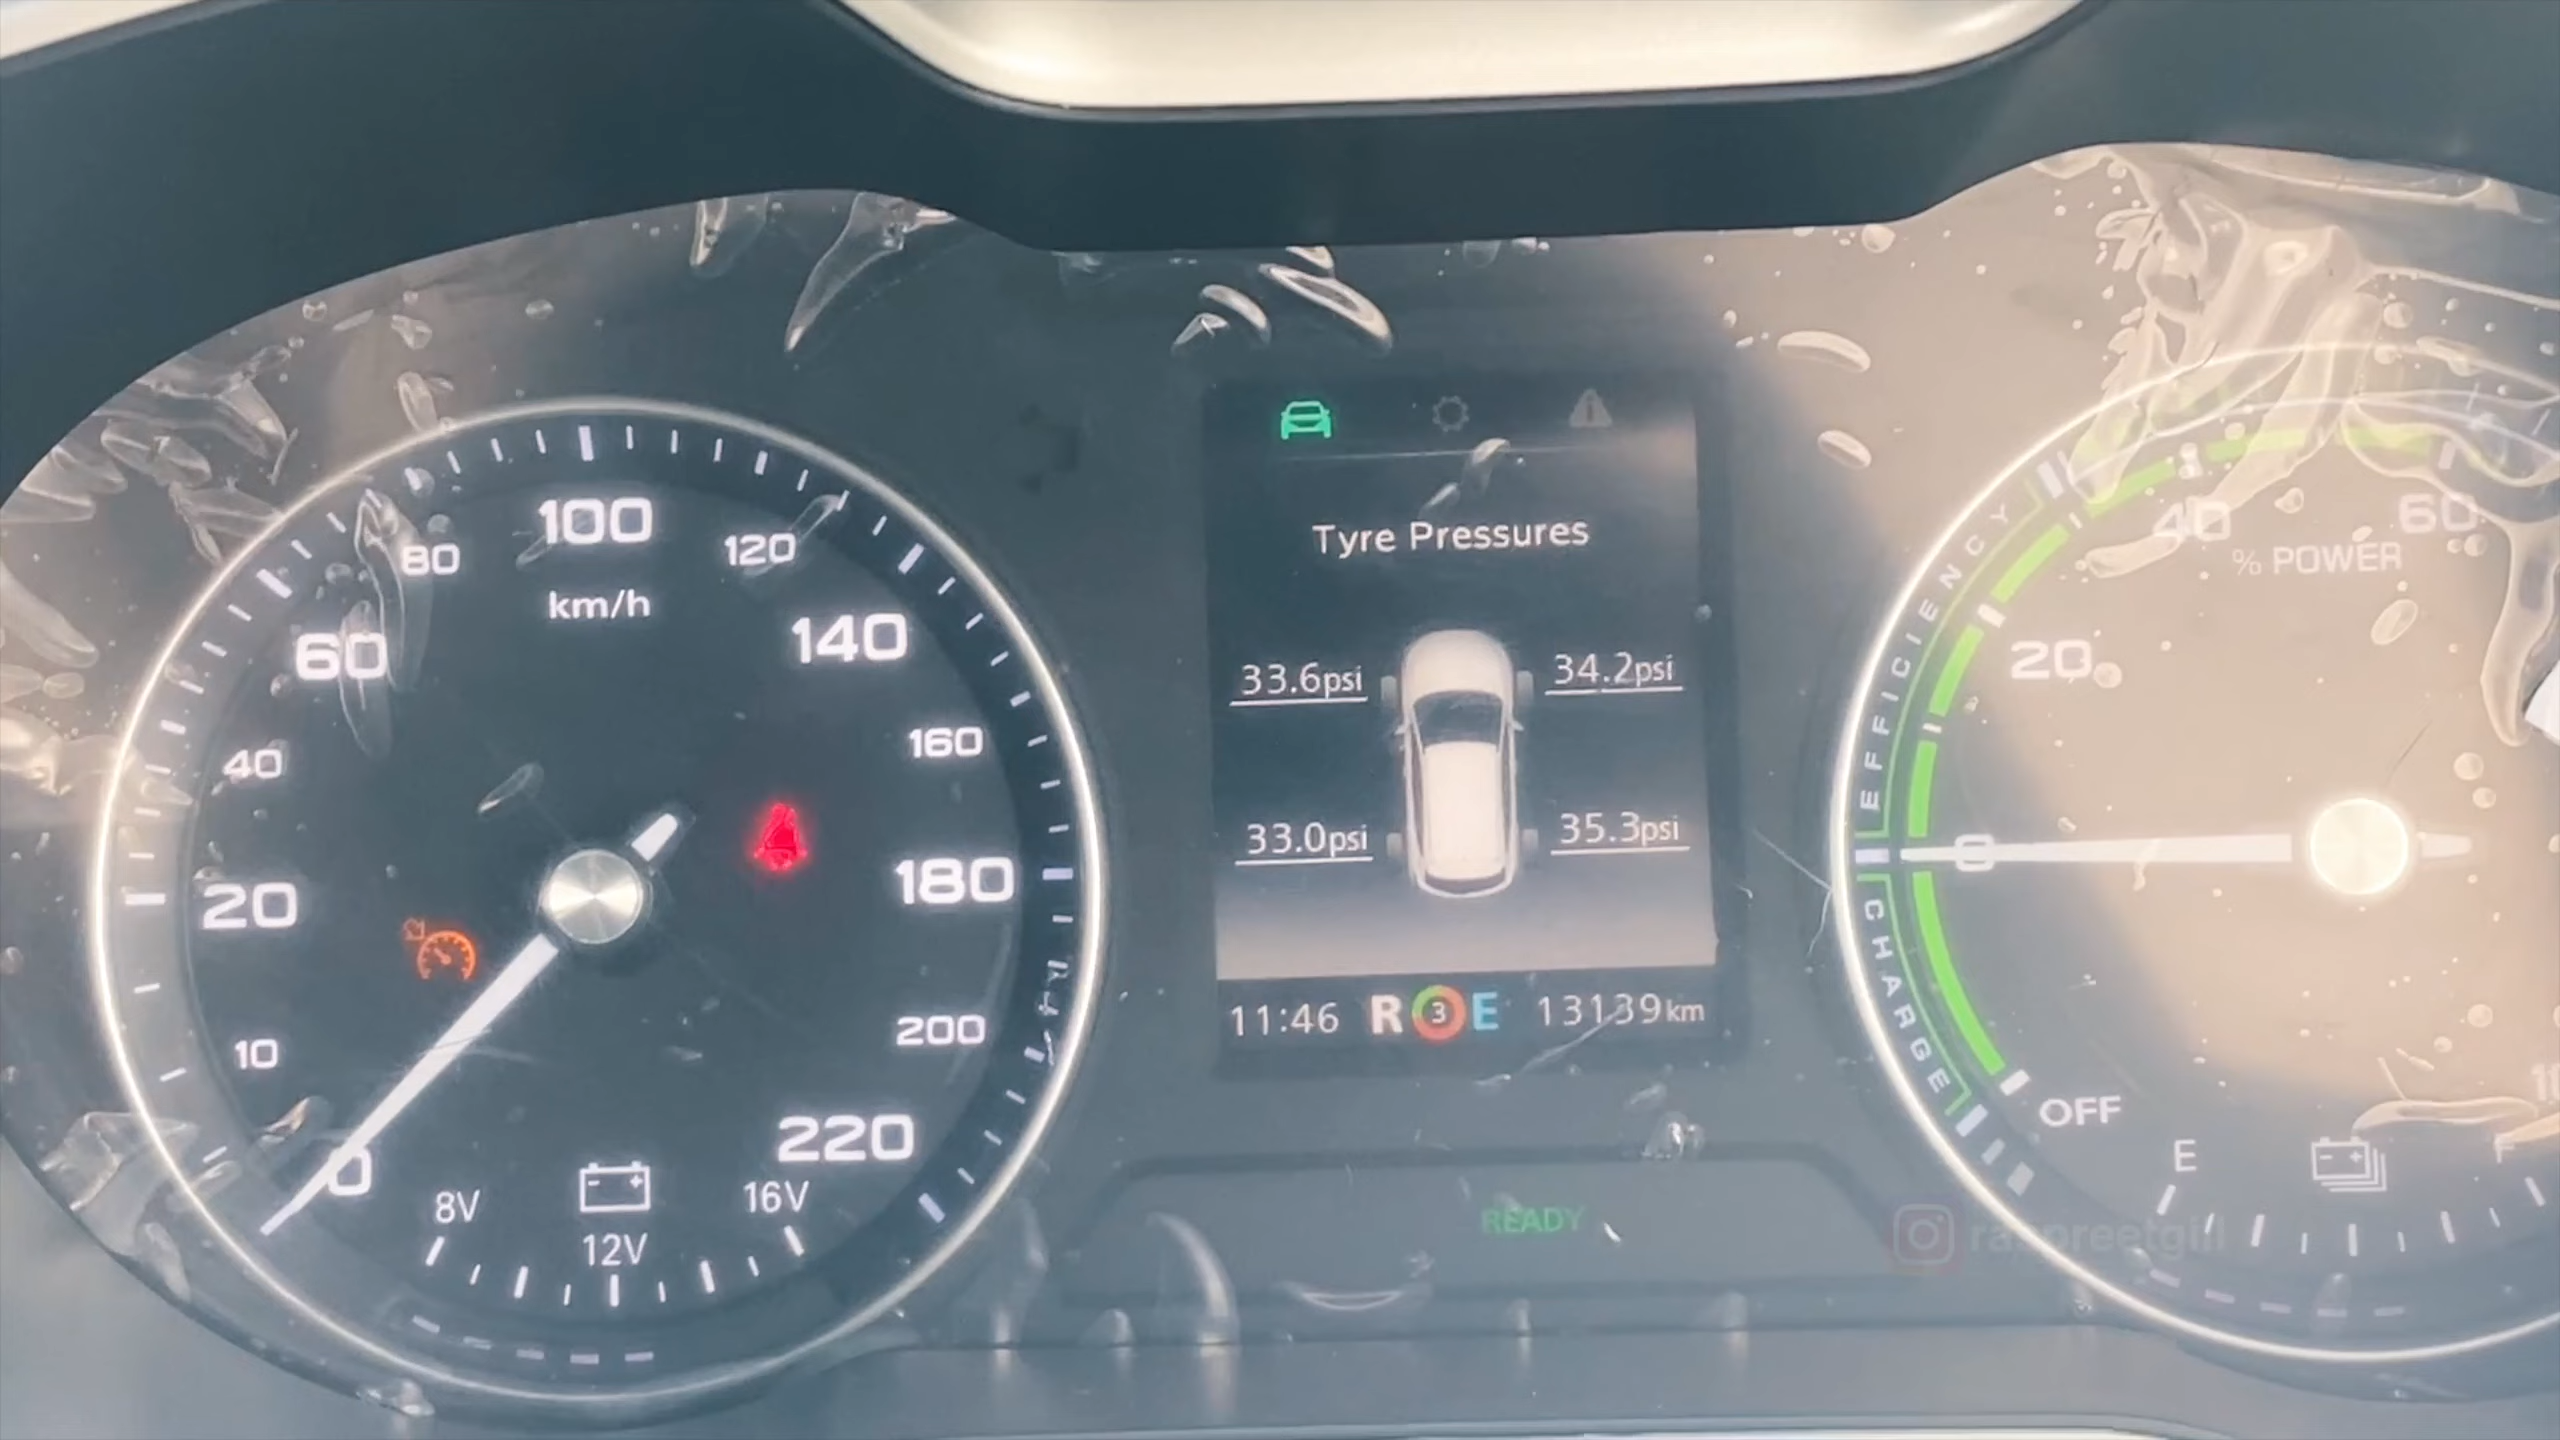 100
80
120
km/h
60
140
40
160
20
180
10
200
0
220
8V
16V
12V
Tyre Pressures
33.6psi
34.2psi
33.0psi
35.3psi
11:46 R 3 E 13139km
READY
40
60
% POWER
20
EFFICIENCY
0
CHARGE
OFF
E
F